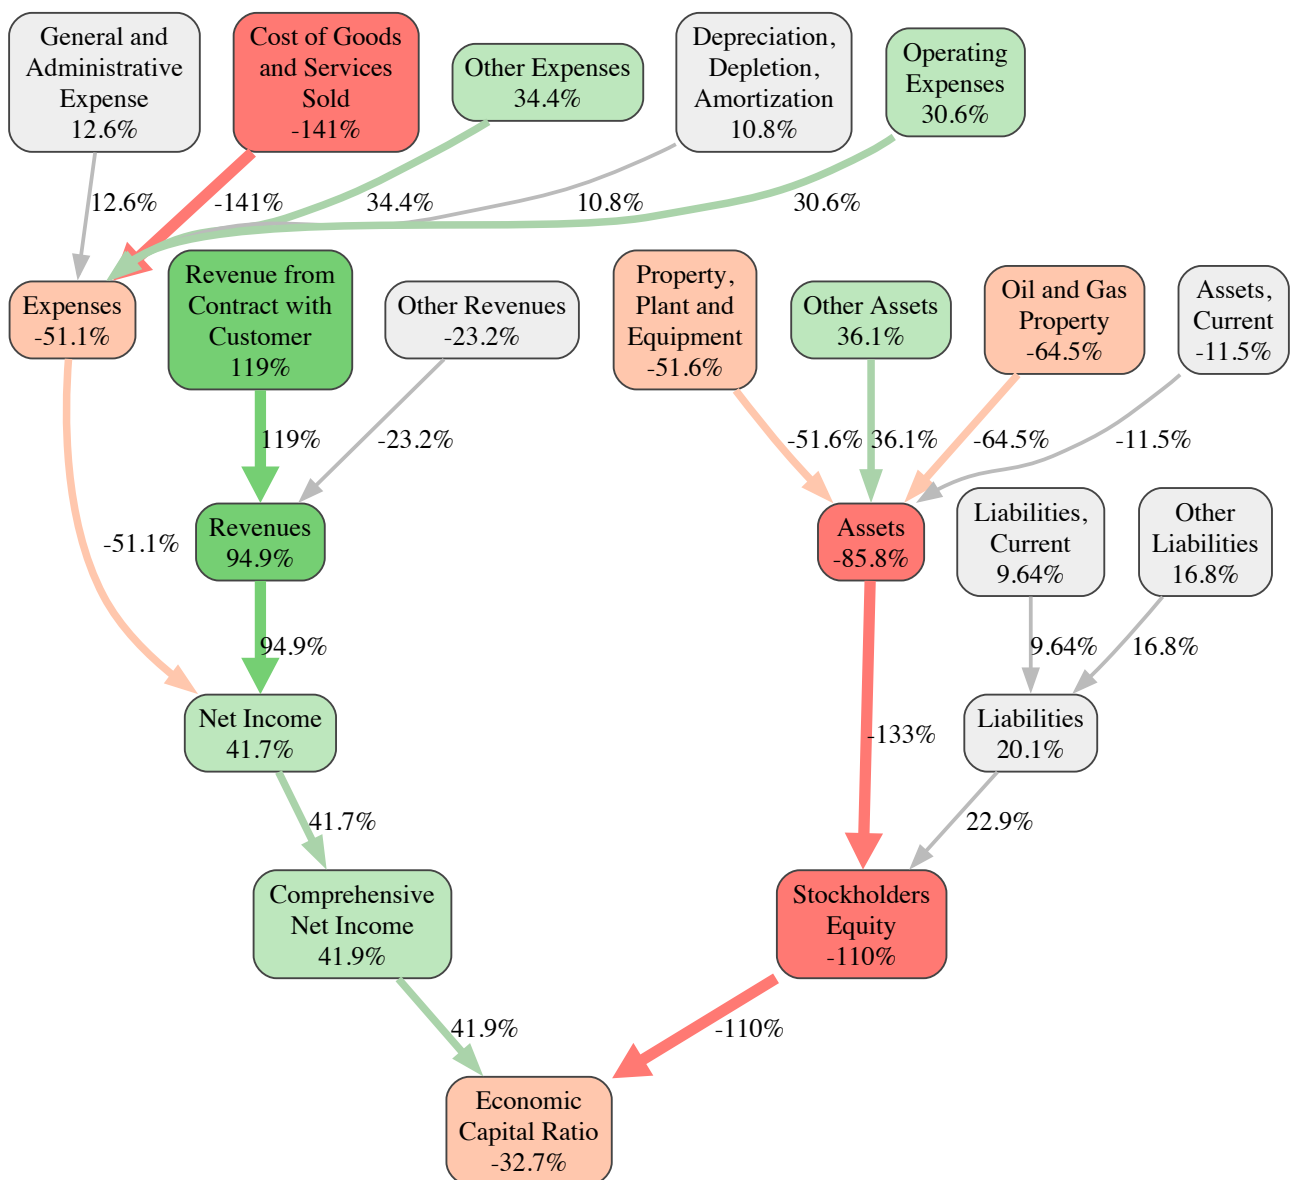 General and
Administrative
Expense
12.6%
Cost of Goods
and Services
Sold
-141%
Other Expenses
34.4%
Depreciation,
Depletion,
Amortization
10.8%
Operating
Expenses
30.6%
12.6%
-141%
34.4%
10.8%
30.6%
Expenses
-51.1%
Revenue from
Contract with
Customer
119%
Other Revenues
-23.2%
Property,
Plant and
Equipment
-51.6%
Other Assets
36.1%
Oil and Gas
Property
-64.5%
Assets,
Current
-11.5%
119%
-23.2%
-51.6%
36.1%
-64.5%
-11.5%
-51.1%
Revenues
94.9%
Assets
-85.8%
Liabilities,
Current
9.64%
Other
Liabilities
16.8%
94.9%
9.64%
16.8%
Net Income
41.7%
-133%
Liabilities
20.1%
41.7%
22.9%
Comprehensive
Net Income
41.9%
Stockholders
Equity
-110%
41.9%
-110%
Economic
Capital Ratio
-32.7%